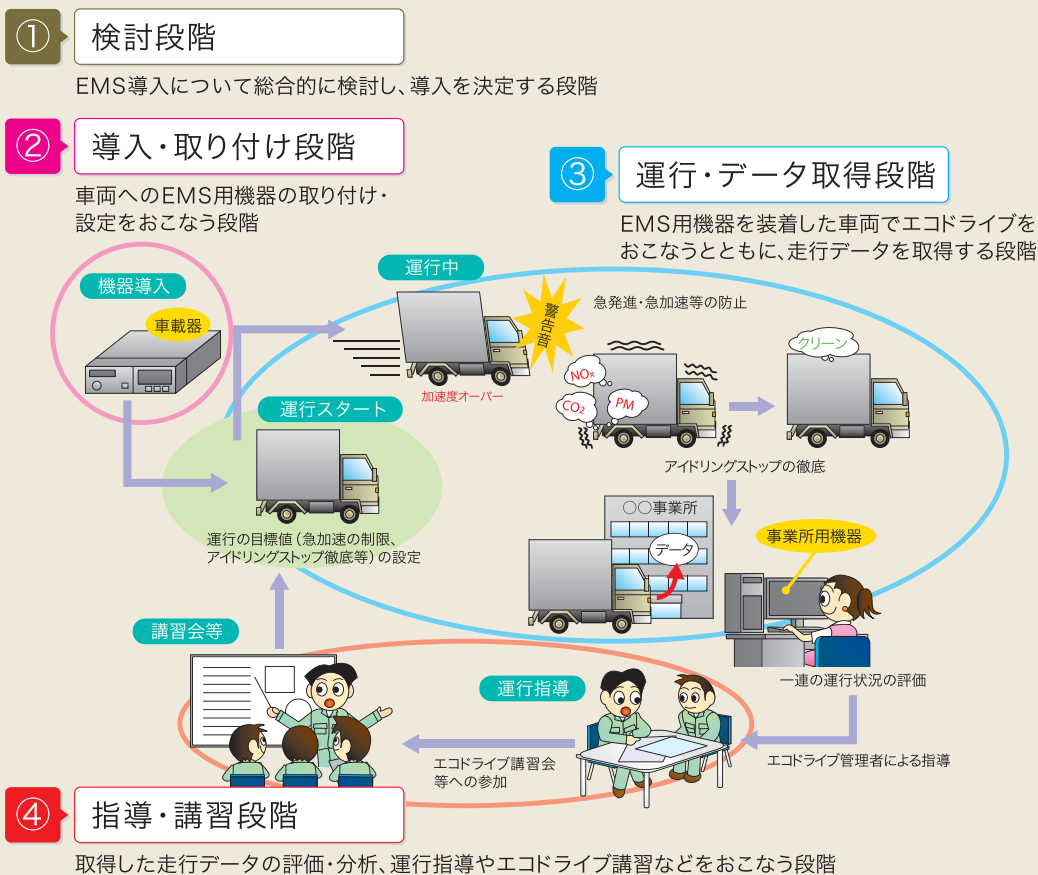 ① 検討段階
EMS導入について総合的に検討し、導入を決定する段階
② 導入・取り付け段階
車両へのEMS用機器の取り付け・
設定をおこなう段階
③ 運行・データ取得段階
EMS用機器を装着した車両でエコドライブを
おこなうとともに、走行データを取得する段階
機器導入
車載器
運行中
警告音
加速度オーバー
急発進・急加速等の防止
NOx
CO2
PM
クリーン
アイドリングストップの徹底
運行スタート
運行の目標値(急加速の制限、
アイドリングストップ徹底等)の設定
〇〇事業所
データ
事業所用機器
一連の運行状況の評価
エコドライブ管理者による指導
運行指導
エコドライブ講習会
等への参加
講習会等
④ 指導・講習段階
取得した走行データの評価・分析、運行指導やエコドライブ講習などをおこなう段階